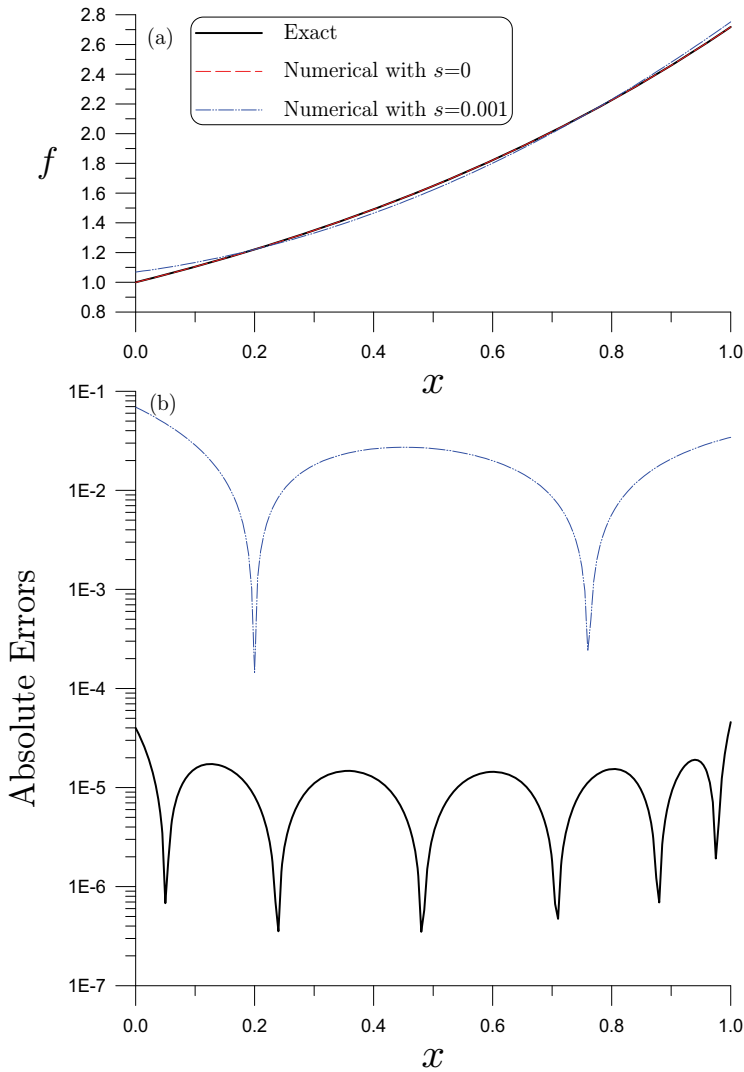 2.8
2.6
2.4
2.2
2.0
1.8
1.6
1.4
1.2
1.0
0.8
f
(a)
Exact
Numerical with s=0
Numerical with s=0.001
0.0 0.2 0.4 0.6 0.8 1.0
x
(b)
1E-1
1E-2
1E-3
1E-4
1E-5
1E-6
1E-7
Absolute Errors
0.0 0.2 0.4 0.6 0.8 1.0
x